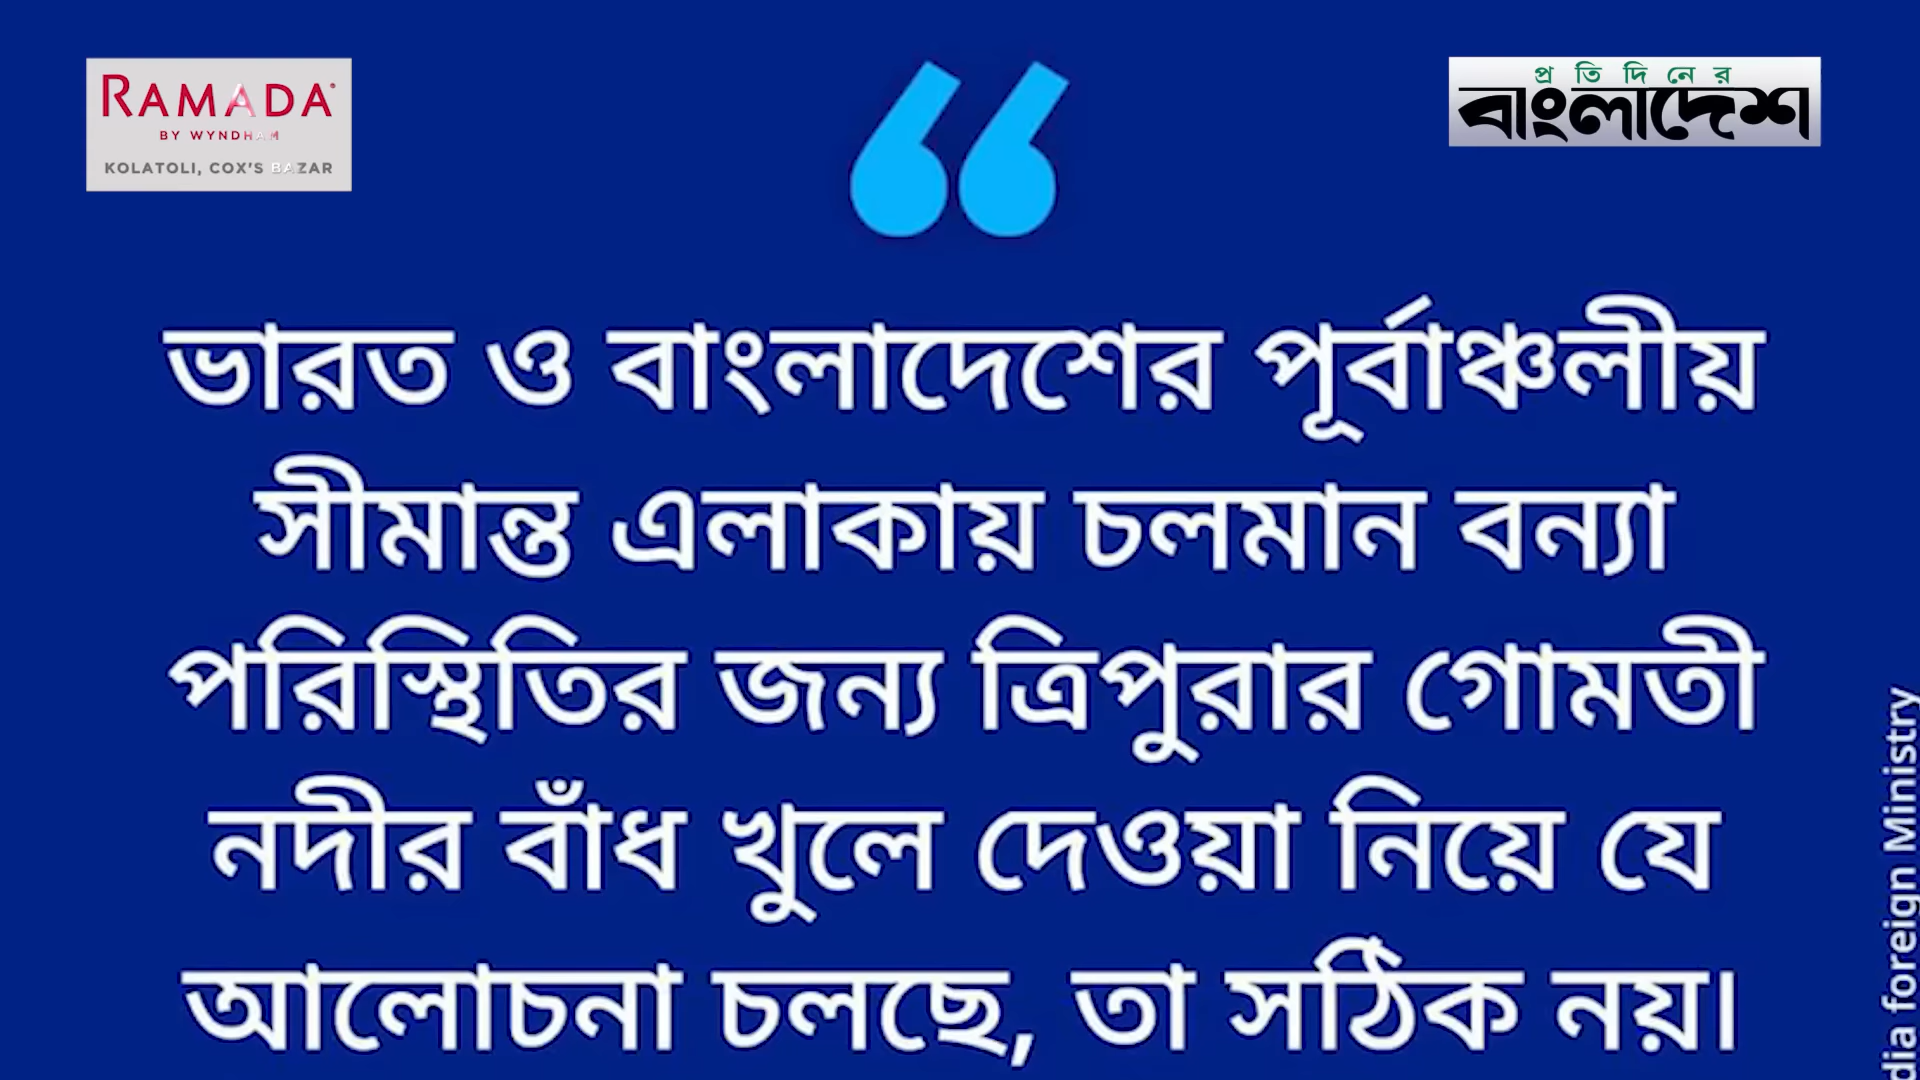 RAMADA
BY WYNDHAM
KOLATOLI, COX'S BAZAR
প্রতিদিনের
বাংলাদেশ
ভারত ও বাংলাদেশের পূর্বাঞ্চলীয়
সীমান্ত এলাকায় চলমান বন্যা
পরিস্থিতির জন্য ত্রিপুরার গোমতী
নদীর বাঁধ খুলে দেওয়া নিয়ে যে
আলোচনা চলছে, তা সঠিক নয়।
foreign Ministry